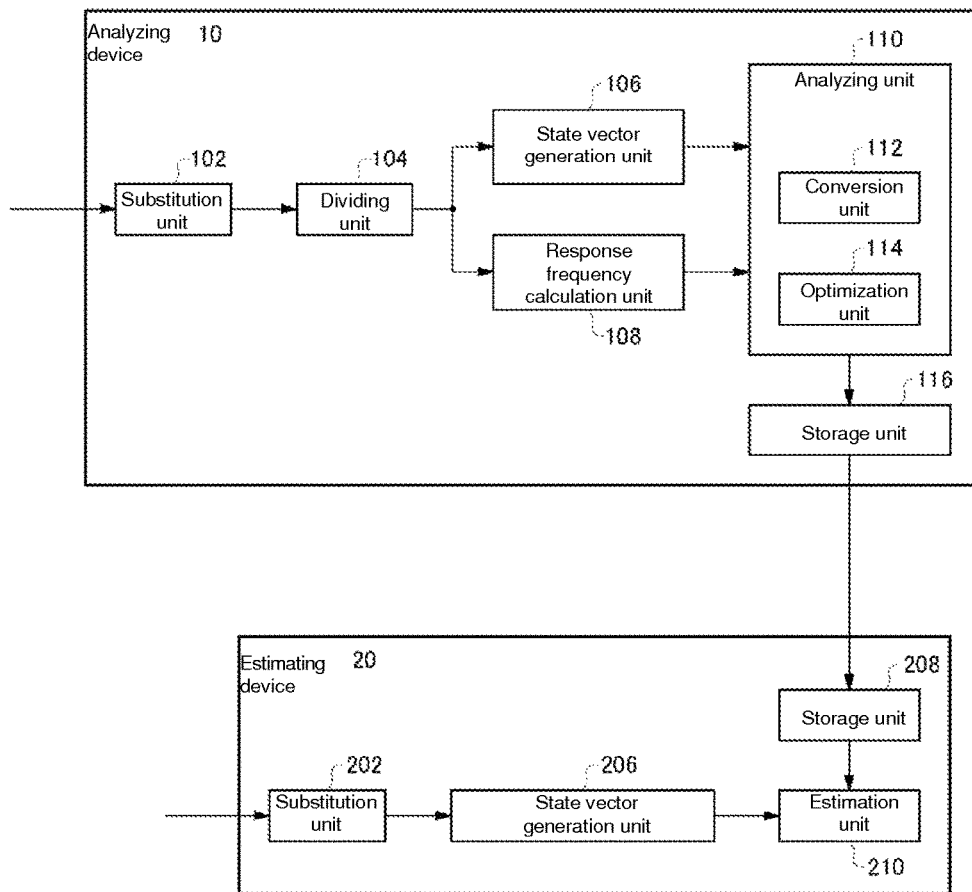 Analyzing 10
device
110
Analyzing unit
106
State vector
generation unit
102
Substitution
unit
104
Dividing
unit
112
Conversion
unit
Response
frequency
calculation unit
108
114
Optimization
unit
116
Storage unit
Estimating 20
device
208
Storage unit
202
Substitution
unit
206
State vector
generation unit
Estimation
unit
210